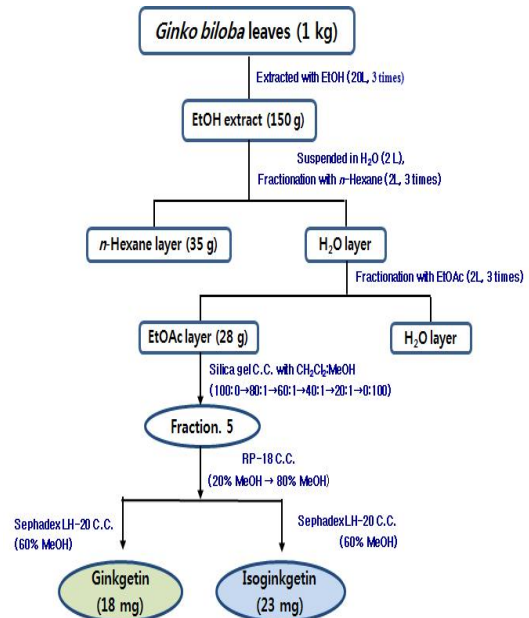 Ginko biloba leaves (1 kg)
Extracted with EtOH (20L, 3 times)
EtOH extract (150 g)
Suspended in H₂O (2 L),
Fractionation with n-Hexane (2L, 3 times)
n-Hexane layer (35 g)
H₂O layer
Fractionation with EtOAc (2L, 3 times)
EtOAc layer (28 g)
H₂O layer
Silica gel C.C. with CH₂Cl₂:MeOH
(100:0→80:1→60:1→40:1→20:1→0:100)
Fraction. 5
RP-18 C.C.
(20% MeOH → 80% MeOH)
Sephadex LH-20 C.C.
(60% MeOH)
Sephadex LH-20 C.C.
(60% MeOH)
Ginkgetin
(18 mg)
Isoginkgetin
(23 mg)